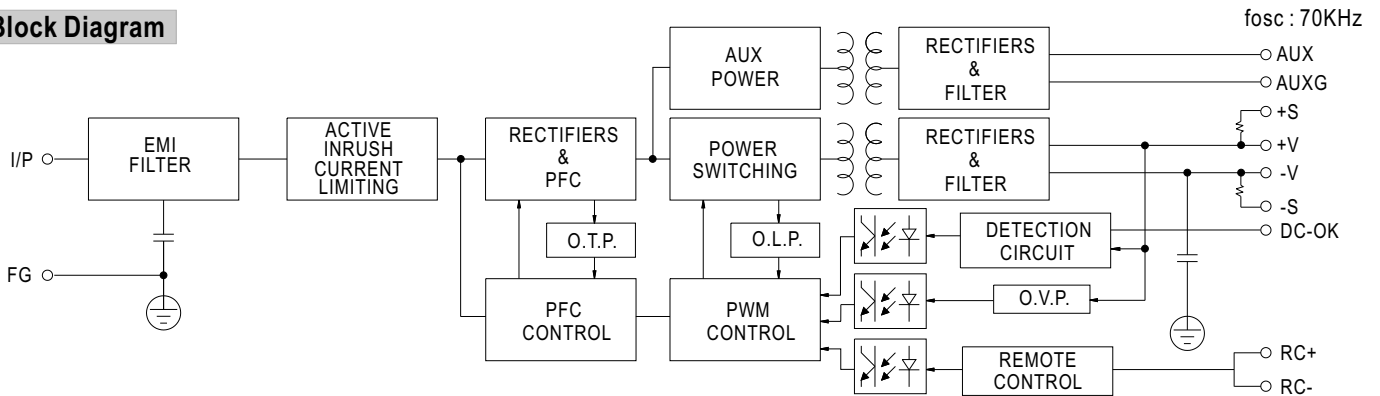 Block Diagram
fosc : 70KHz
AUX
POWER
RECTIFIERS
&
FILTER
AUX
AUXG
I/P
EMI
FILTER
ACTIVE
INRUSH
CURRENT
LIMITING
RECTIFIERS
&
PFC
POWER
SWITCHING
RECTIFIERS
&
FILTER
+S
+V
-V
-S
O.T.P.
O.L.P.
DETECTION
CIRCUIT
DC-OK
FG
PFC
CONTROL
PWM
CONTROL
O.V.P.
REMOTE
CONTROL
RC+
RC-